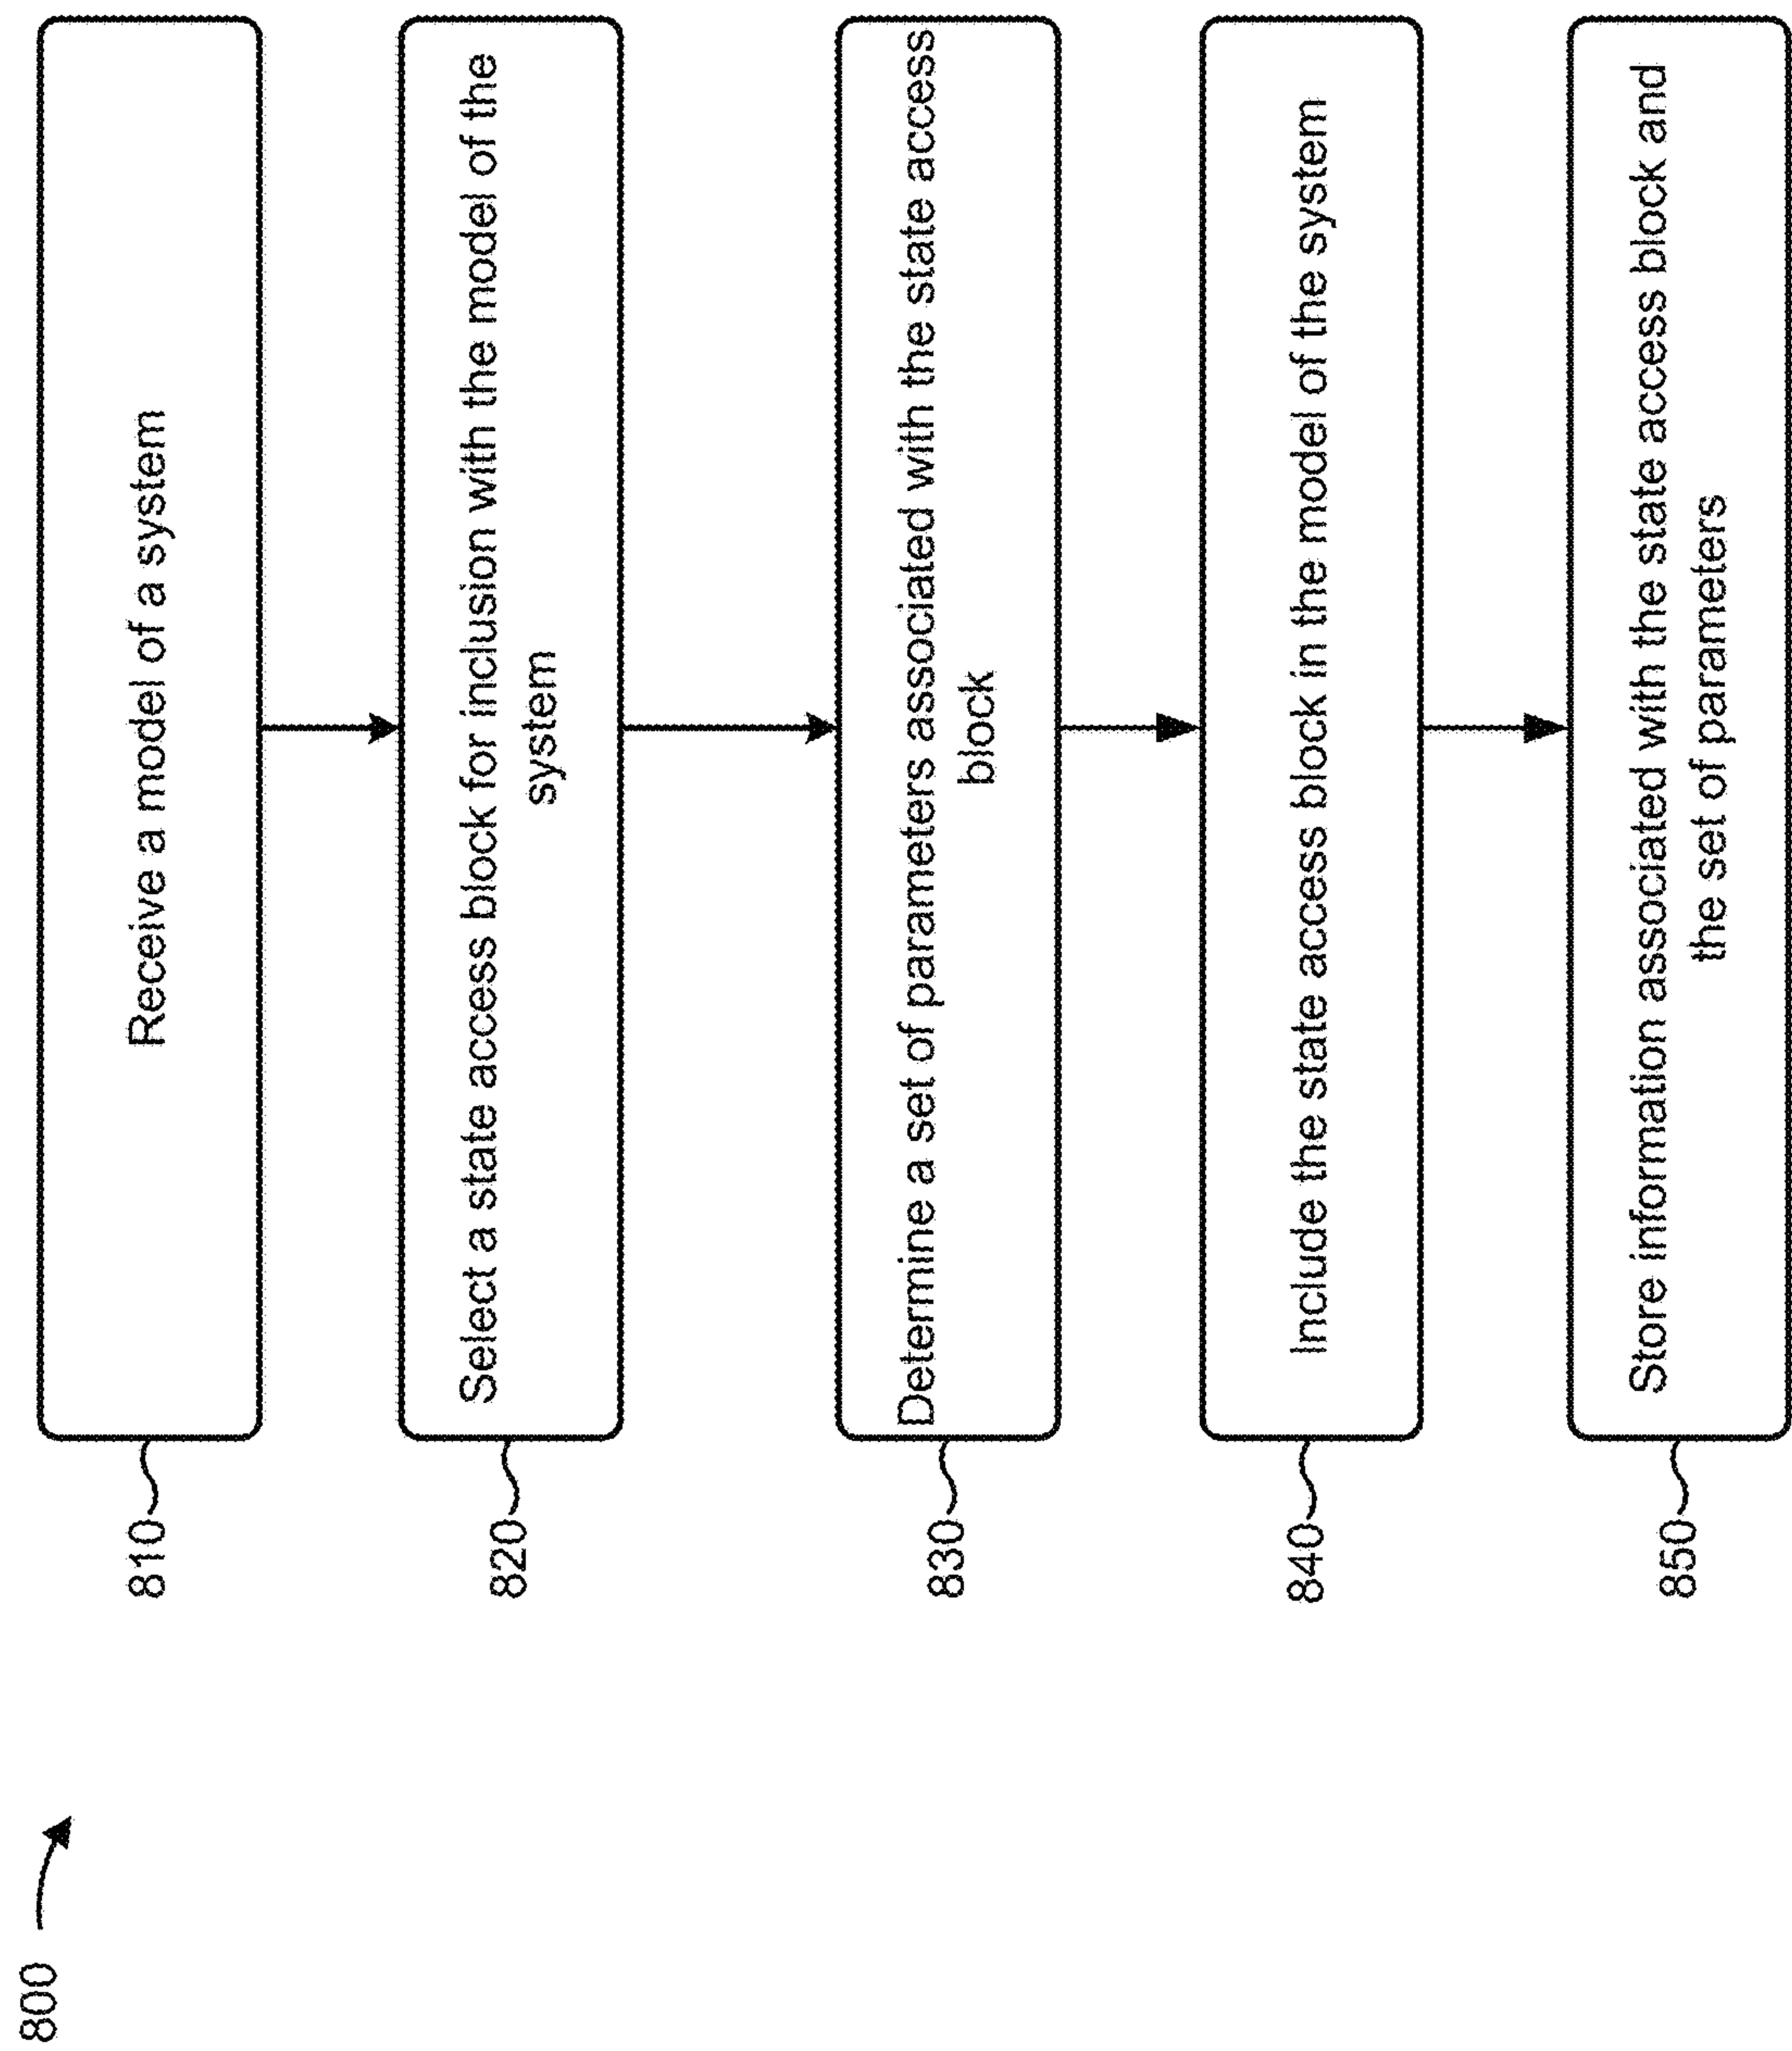 800
810
Receive a model of a system
820
Select a state access block for inclusion with the model of the
system
830
Determine a set of parameters associated with the state access
block
840
Include the state access block in the model of the system
850
Store information associated with the state access block and
the set of parameters